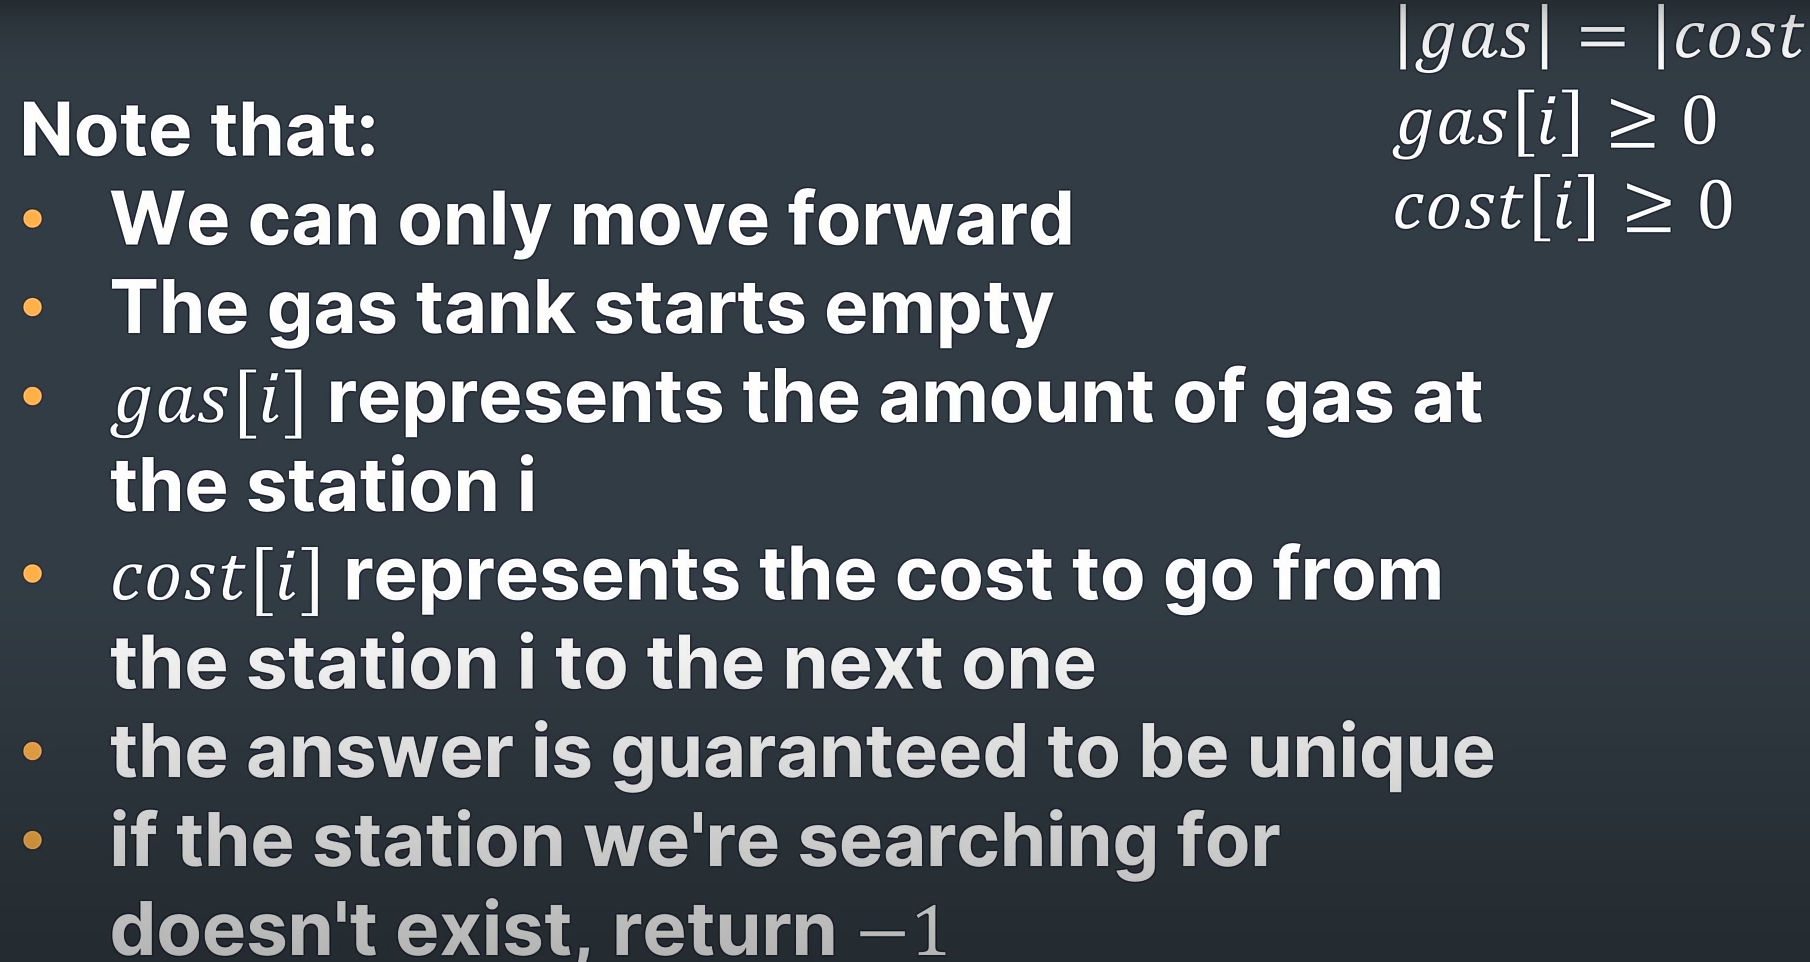 |gas| = |cost
gas[i] ≥ 0
cost[i] ≥ 0
Note that:
• We can only move forward
• The gas tank starts empty
• gas[i] represents the amount of gas at
the station i
• cost[i] represents the cost to go from
the station i to the next one
• the answer is guaranteed to be unique
• if the station we're searching for
doesn't exist, return −1